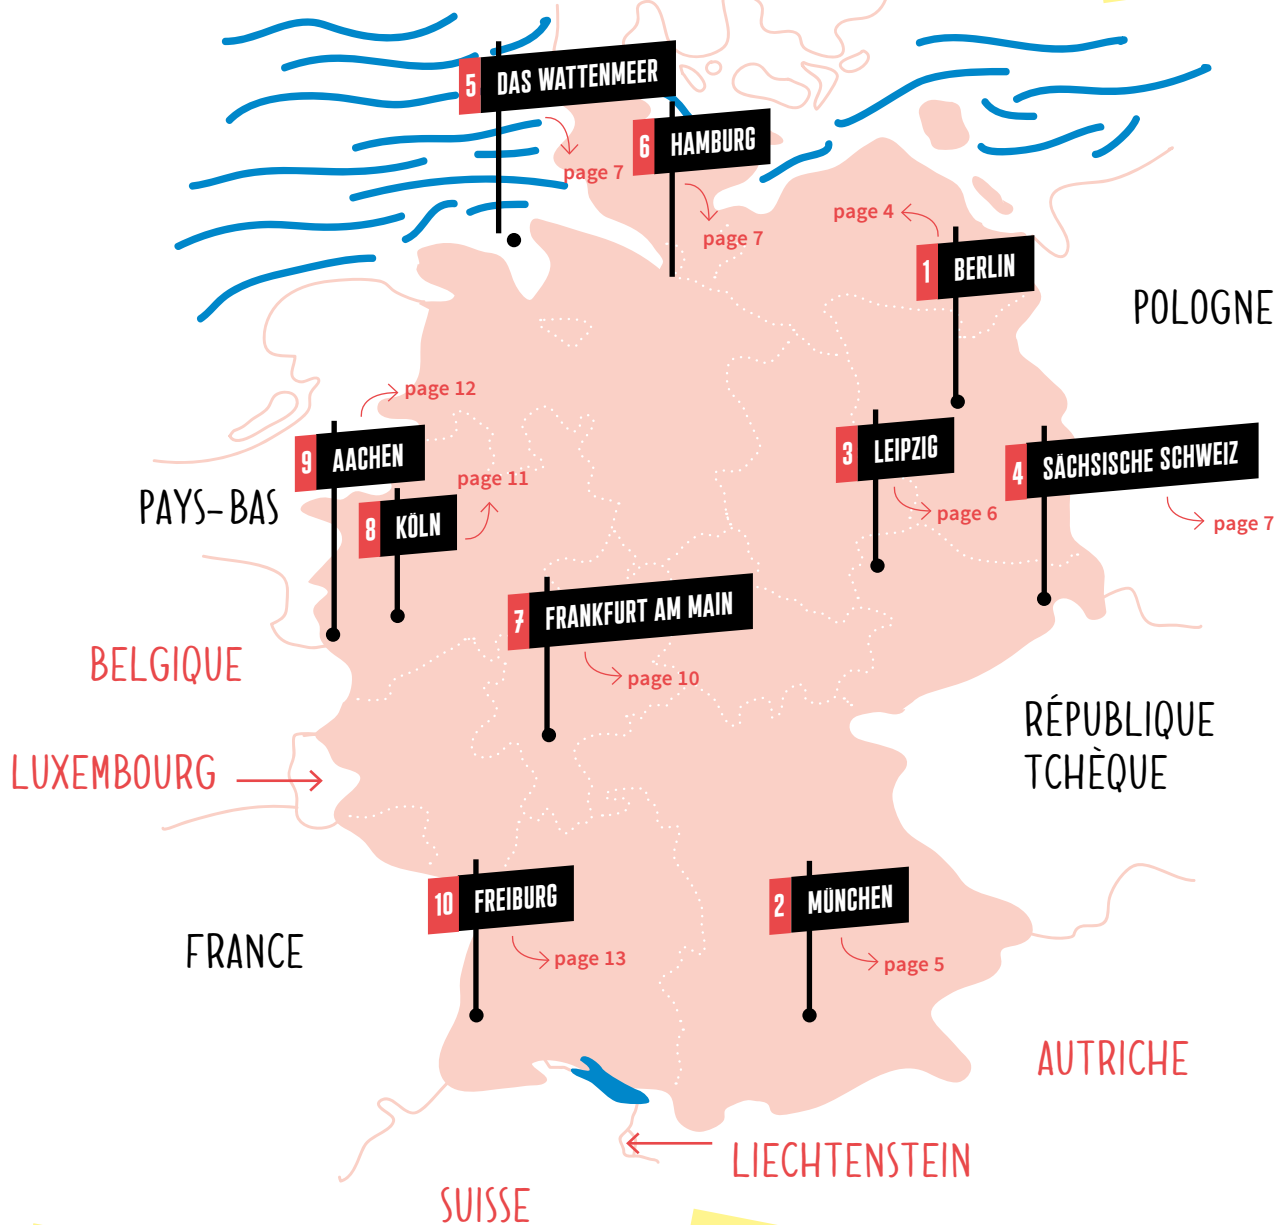 5 DAS WATTENMEER
page 7
6 HAMBURG
page 7
page 4
1 BERLIN
POLOGNE
page 12
9 AACHEN
page 11
PAYS-BAS
8 KÖLN
3 LEIPZIG
page 6
4 SÄCHSISCHE SCHWEIZ
page 7
7 FRANKFURT AM MAIN
page 10
BELGIQUE
LUXEMBOURG
RÉPUBLIQUE
TCHÈQUE
10 FREIBURG
page 13
2 MÜNCHEN
page 5
FRANCE
AUTRICHE
LIECHTENSTEIN
SUISSE